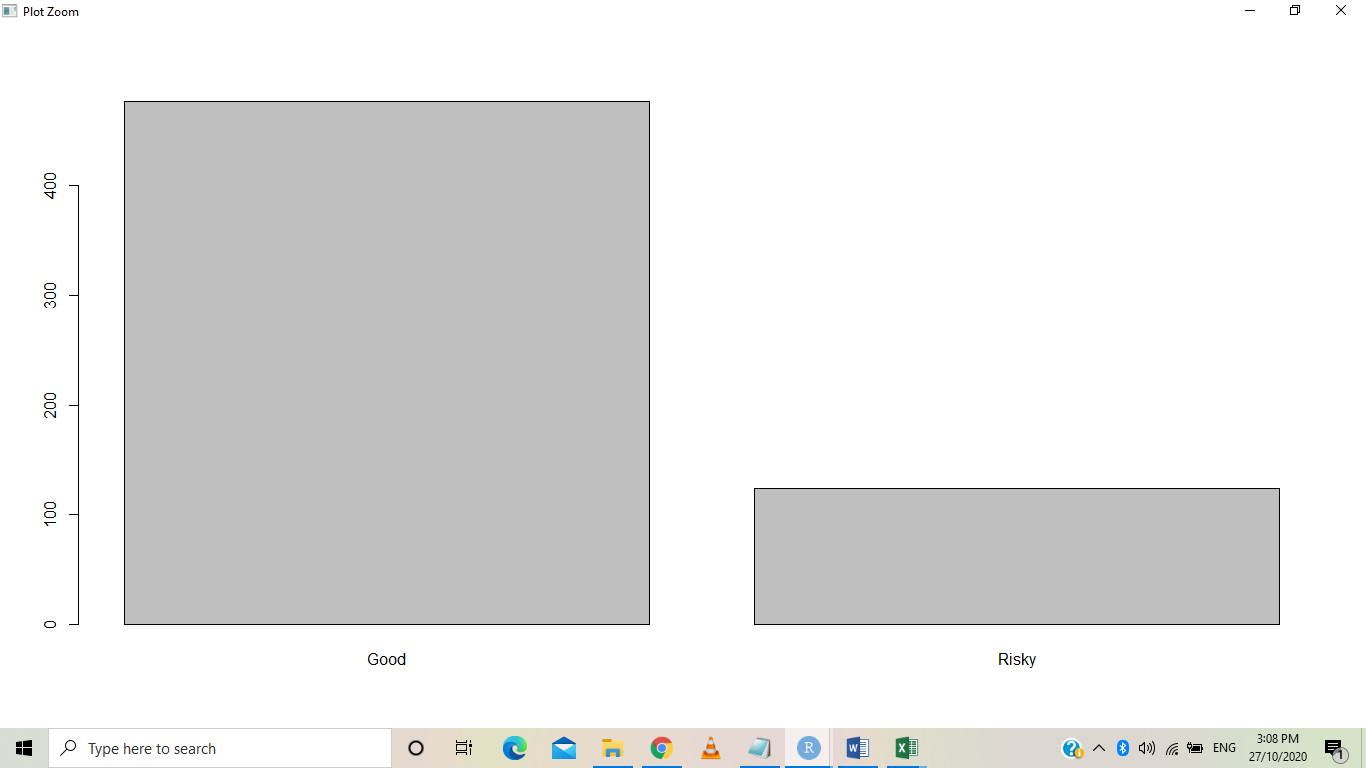 Plot Zoom
400
300
200
100
0
Good
Risky
Type here to search
R
W
X
?
!
ENG
3:08 PM
27/10/2020
1